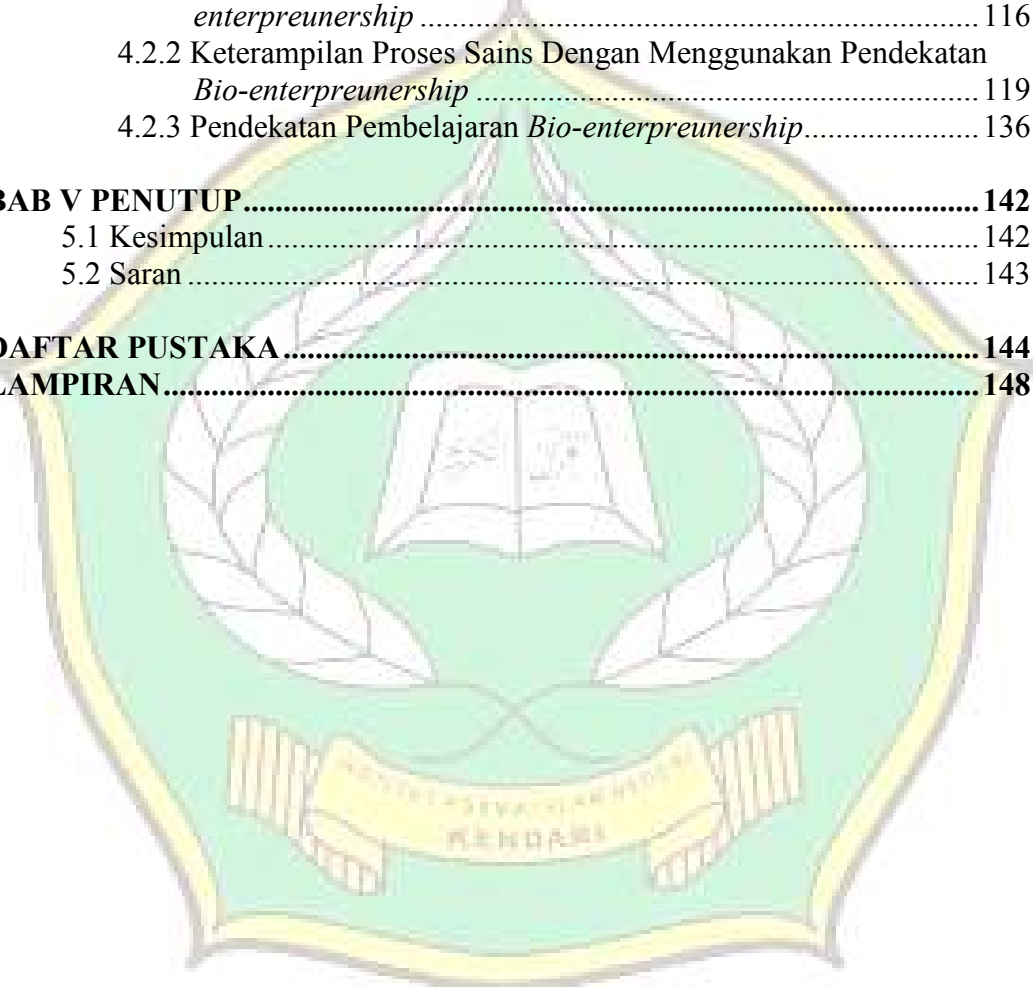 enterpreunership ........................................................................... 116
4.2.2 Keterampilan Proses Sains Dengan Menggunakan Pendekatan
Bio-enterpreunership .................................................................... 119
4.2.3 Pendekatan Pembelajaran Bio-enterpreunership....................... 136
BAB V PENUTUP................................................................................................ 142
5.1 Kesimpulan............................................................................................. 142
5.2 Saran ....................................................................................................... 143
DAFTAR PUSTAKA........................................................................................... 144
LAMPIRAN.......................................................................................................... 148
KENDARI